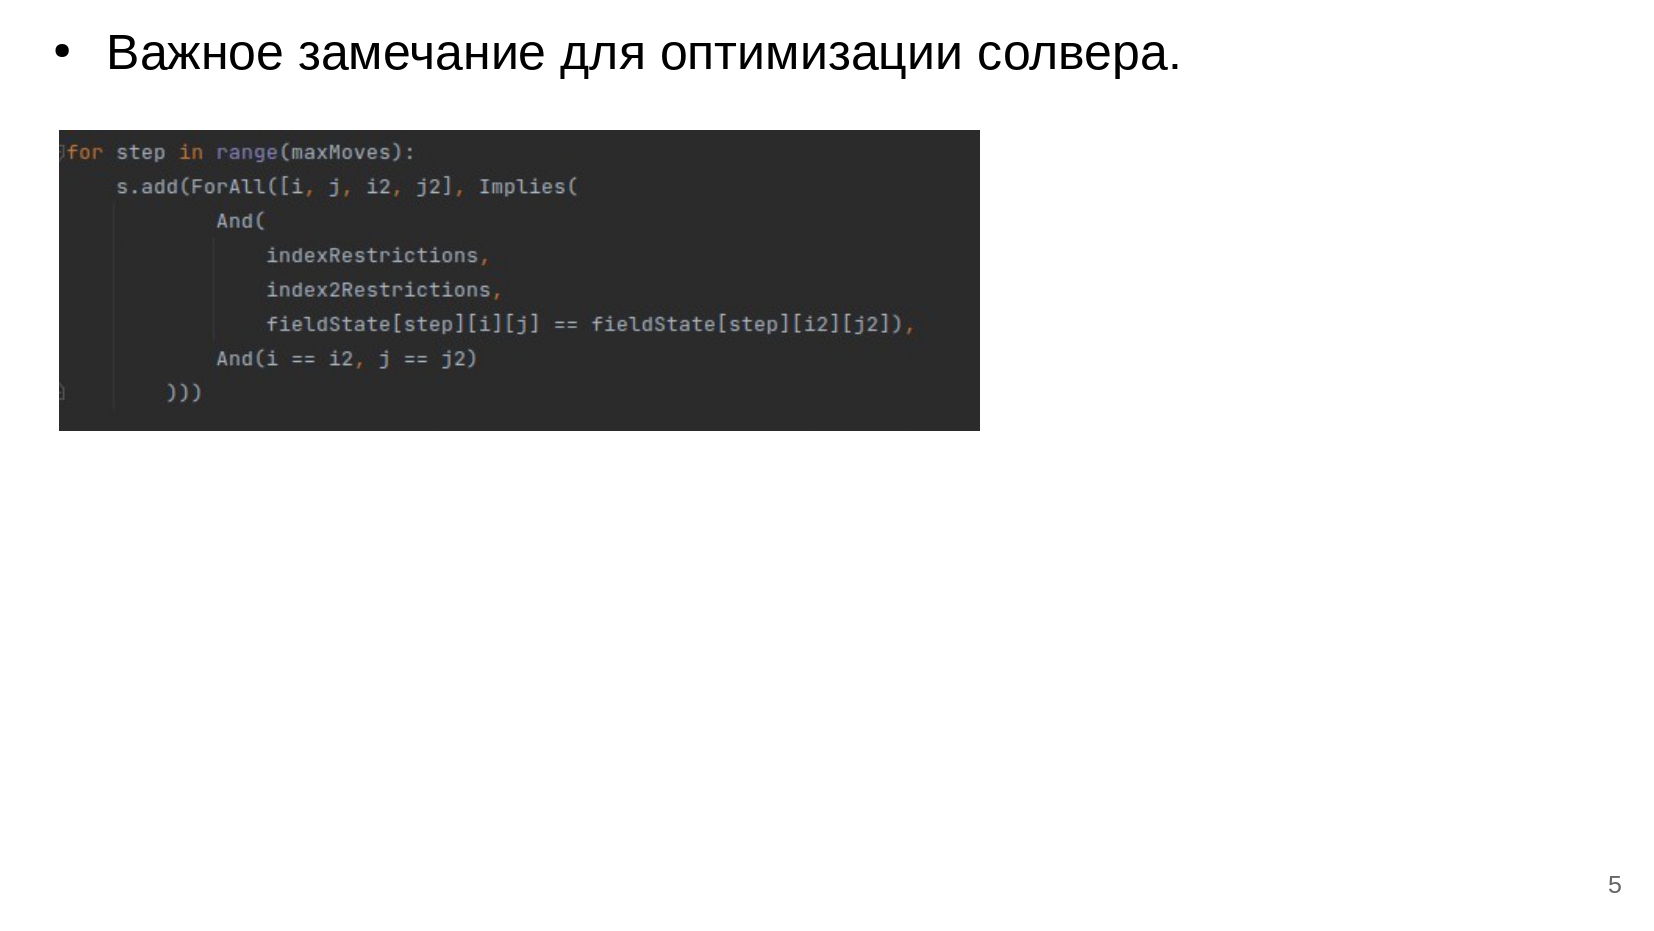 • Важное замечание для оптимизации солвера.
for step in range(maxMoves):
s.add(ForAll([i, j, i2, j2], Implies(
And(
indexRestrictions,
index2Restrictions,
fieldState[step][i][j] == fieldState[step][i2][j2]),
And(i == i2, j == j2)
)))
5